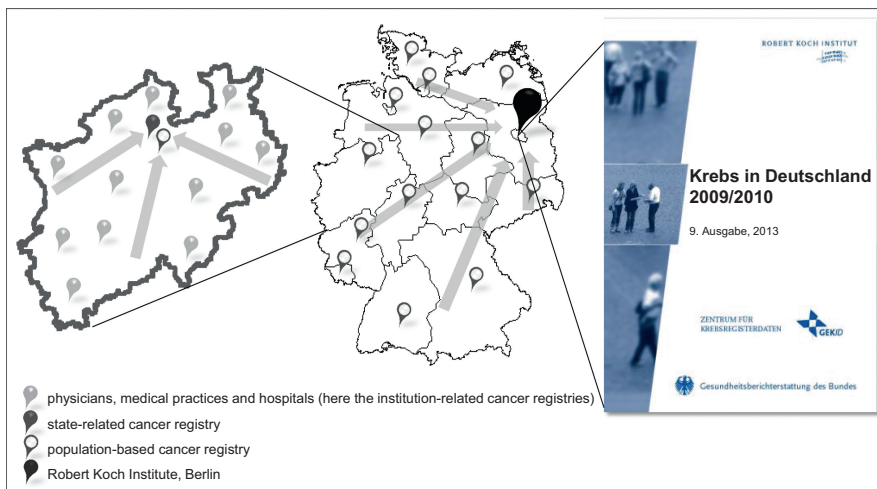 ROBERT KOCH INSTITUT
Krebs in Deutschland
2009/2010
9. Ausgabe, 2013
ZENTRUM FÜR
KREBSREGISTERDATEN
GEKID
Gesundheitsberichterstattung des Bundes
physicians, medical practices and hospitals (here the institution-related cancer registries)
state-related cancer registry
population-based cancer registry
Robert Koch Institute, Berlin